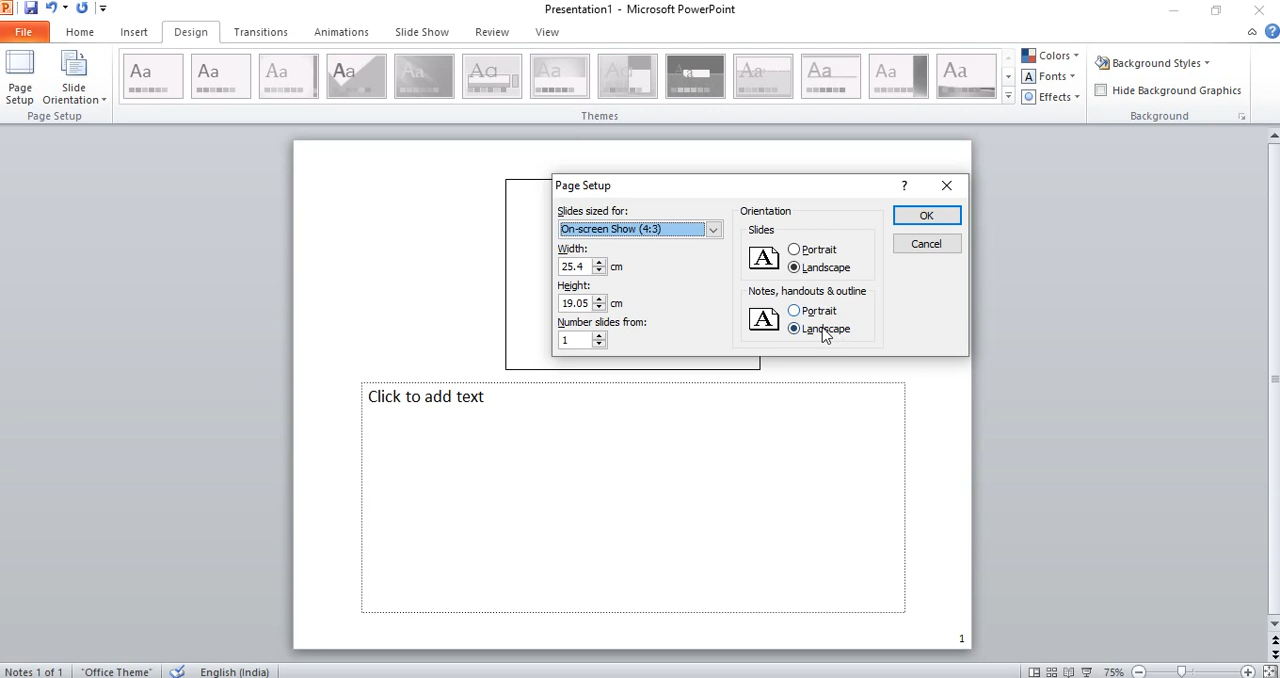 Presentation1 - Microsoft PowerPoint
File Home Insert Design Transitions Animations Slide Show Review View
Aa Aa Aa Aa Aa Aa Aa Aa Aa Aa Aa Aa Aa
Page Setup
Slide Orientation
Page Setup
Themes
Colors
Fonts
Effects
Background Styles
Hide Background Graphics
Background
Page Setup ?
Slides sized for:
On-screen Show (4:3)
Width:
25.4 cm
Height:
19.05 cm
Number slides from:
1
Orientation
Slides
A
Portrait
Landscape
Notes, handouts & outline
A
Portrait
Landscape
OK
Cancel
Click to add text
1
Notes 1 of 1 "Office Theme" English (India) 75%